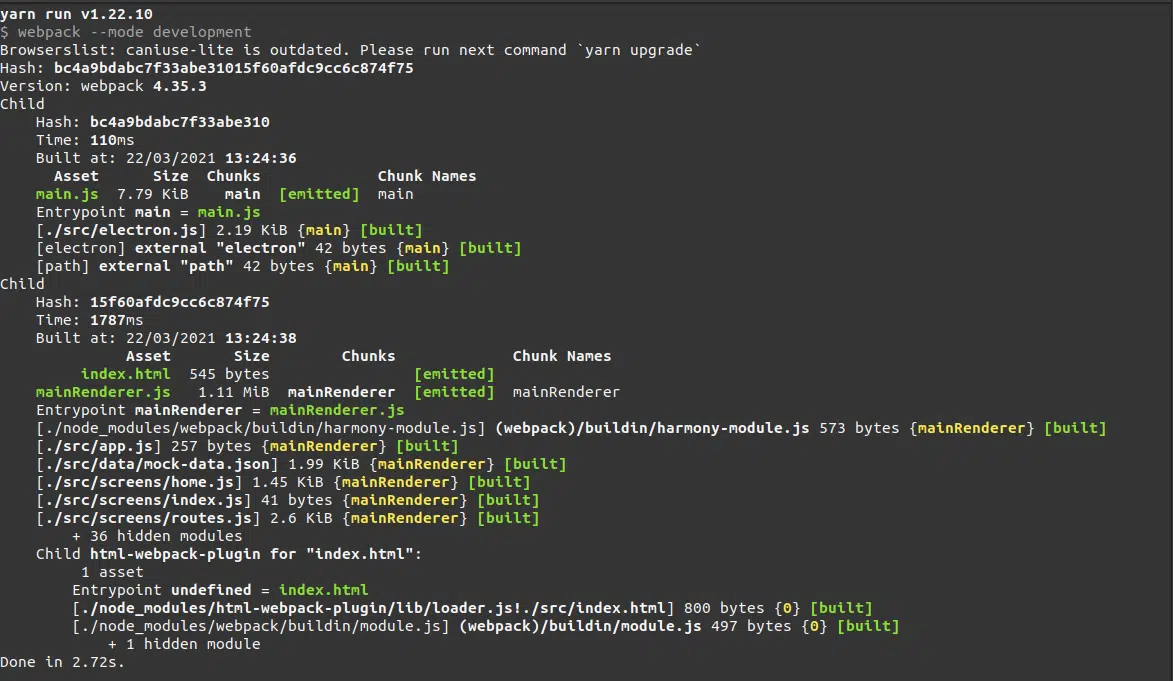 yarn run v1.22.10
$ webpack --mode development
Browserslist: caniuse-lite is outdated. Please run next command `yarn upgrade`
Hash: bc4a9bdabc7f33abe31015f60afdc9cc6c874f75
Version: webpack 4.35.3
Child
    Hash: bc4a9bdabc7f33abe310
    Time: 110ms
    Built at: 22/03/2021 13:24:36
      Asset      Size  Chunks             Chunk Names
    main.js  7.79 KiB    main  [emitted]  main
    Entrypoint main = main.js
    [./src/electron.js] 2.19 KiB {main} [built]
    [electron] external "electron" 42 bytes {main} [built]
    [path] external "path" 42 bytes {main} [built]
Child
    Hash: 15f60afdc9cc6c874f75
    Time: 1787ms
    Built at: 22/03/2021 13:24:38
              Asset       Size        Chunks             Chunk Names
         index.html  545 bytes                [emitted]
    mainRenderer.js   1.11 MiB  mainRenderer  [emitted]  mainRenderer
    Entrypoint mainRenderer = mainRenderer.js
    [./node_modules/webpack/buildin/harmony-module.js] (webpack)/buildin/harmony-module.js 573 bytes {mainRenderer} [built]
    [./src/app.js] 257 bytes {mainRenderer} [built]
    [./src/data/mock-data.json] 1.99 KiB {mainRenderer} [built]
    [./src/screens/home.js] 1.45 KiB {mainRenderer} [built]
    [./src/screens/index.js] 41 bytes {mainRenderer} [built]
    [./src/screens/routes.js] 2.6 KiB {mainRenderer} [built]
        + 36 hidden modules
    Child html-webpack-plugin for "index.html":
         1 asset
        Entrypoint undefined = index.html
        [./node_modules/html-webpack-plugin/lib/loader.js!./src/index.html] 800 bytes {0} [built]
        [./node_modules/webpack/buildin/module.js] (webpack)/buildin/module.js 497 bytes {0} [built]
            + 1 hidden module
Done in 2.72s.